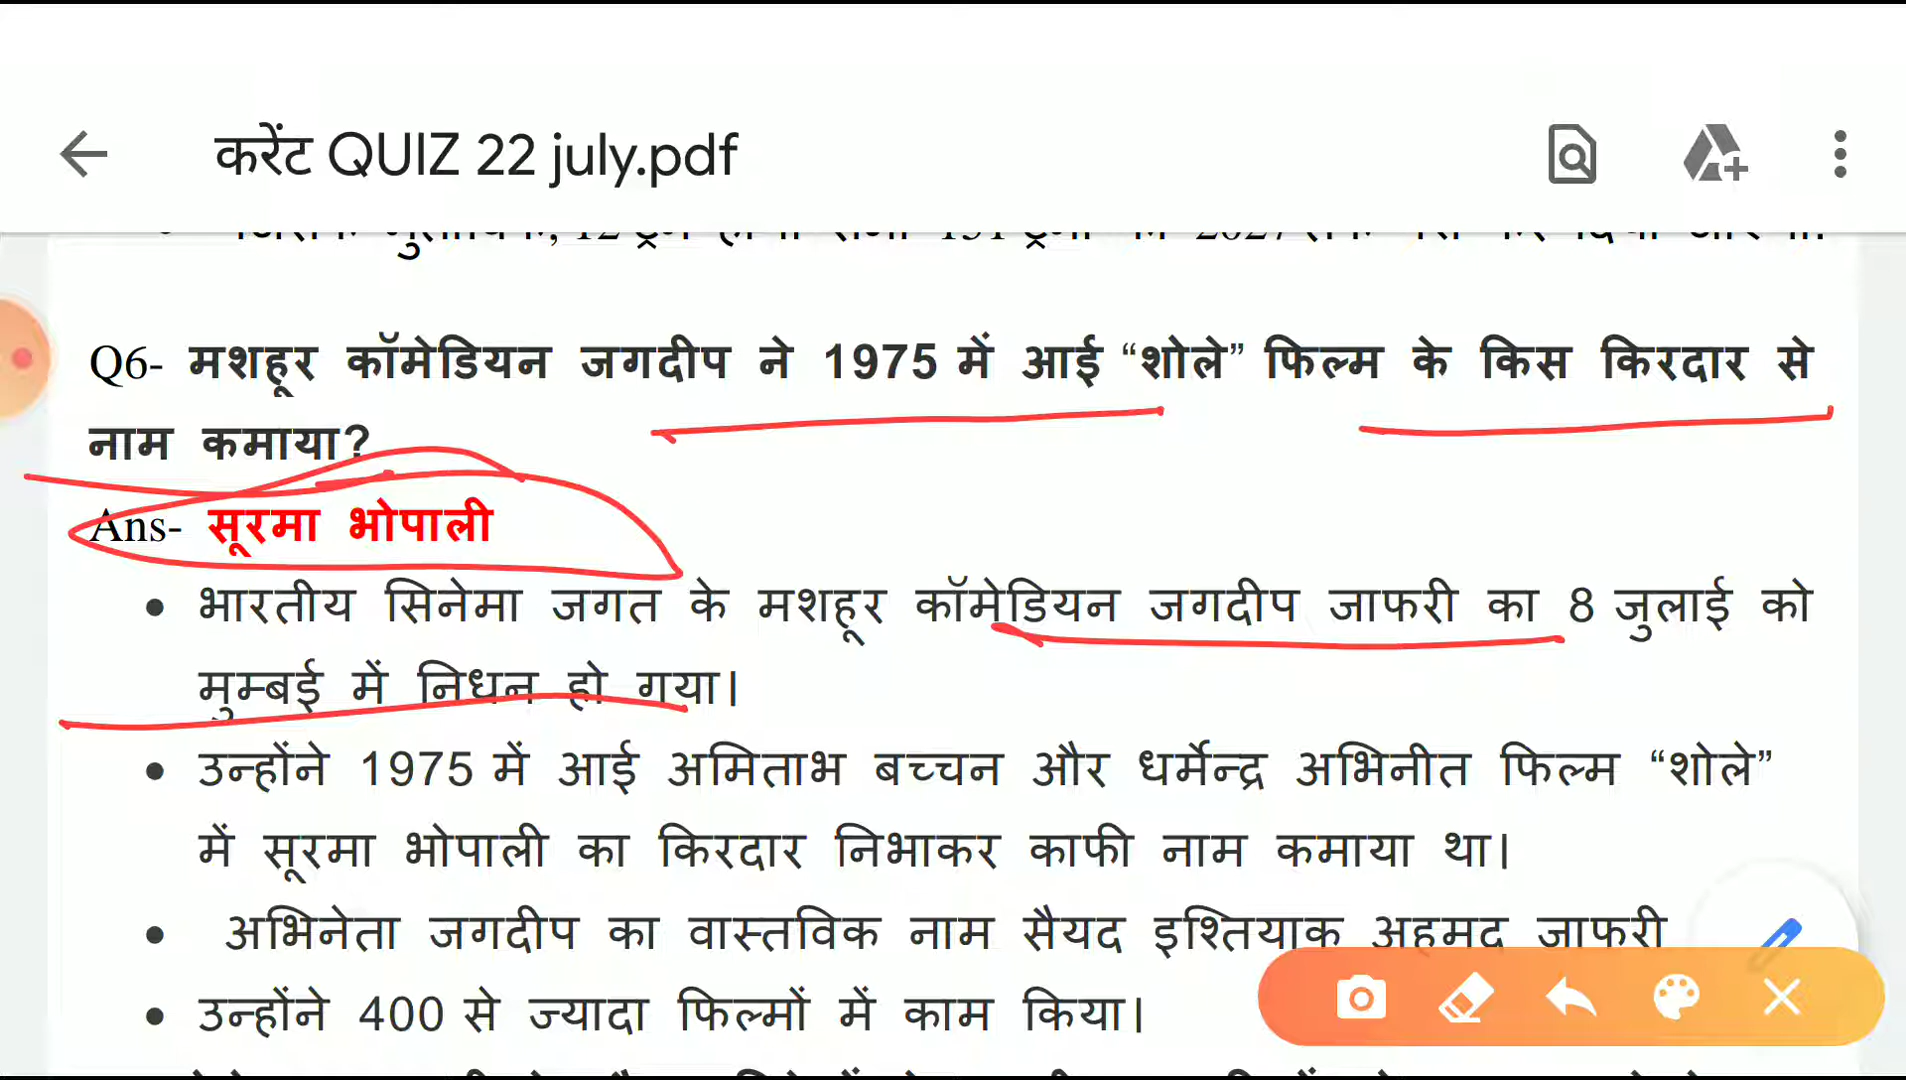 करेंट QUIZ 22 july.pdf
Q6- मशहूर कॉमेडियन जगदीप ने 1975 में आई “शोले” फिल्म के किस किरदार से
नाम कमाया?
Ans- सूरमा भोपाली
• भारतीय सिनेमा जगत के मशहूर कॉमेडियन जगदीप जाफरी का 8 जुलाई को
मुम्बई में निधन हो गया।
• उन्होंने 1975 में आई अमिताभ बच्चन और धर्मेन्द्र अभिनीत फिल्म “शोले”
में सूरमा भोपाली का किरदार निभाकर काफी नाम कमाया था।
• अभिनेता जगदीप का वास्तविक नाम सैयद इश्तियाक अहमद जाफरी
• उन्होंने 400 से ज्यादा फिल्मों में काम किया।